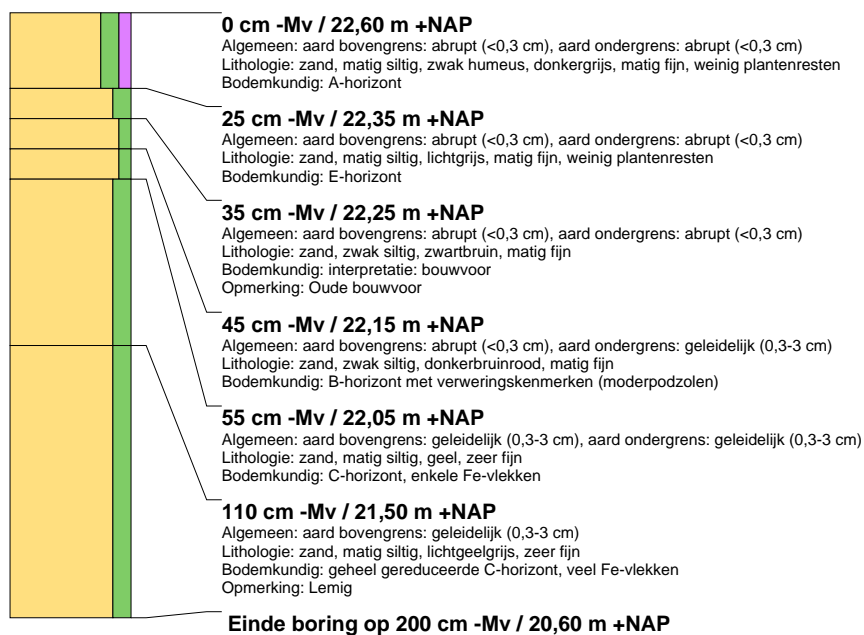 0 cm -Mv / 22,60 m +NAP
Algemeen: aard bovengrens: abrupt (<0,3 cm), aard ondergrens: abrupt (<0,3 cm)
Lithologie: zand, matig siltig, zwak humeus, donkergrijs, matig fijn, weinig plantenresten
Bodemkundig: A-horizont
25 cm -Mv / 22,35 m +NAP
Algemeen: aard bovengrens: abrupt (<0,3 cm), aard ondergrens: abrupt (<0,3 cm)
Lithologie: zand, matig siltig, lichtgrijs, matig fijn, weinig plantenresten
Bodemkundig: E-horizont
35 cm -Mv / 22,25 m +NAP
Algemeen: aard bovengrens: abrupt (<0,3 cm), aard ondergrens: abrupt (<0,3 cm)
Lithologie: zand, zwak siltig, zwartbruin, matig fijn
Bodemkundig: interpretatie: bouwvoor
Opmerking: Oude bouwvoor
45 cm -Mv / 22,15 m +NAP
Algemeen: aard bovengrens: abrupt (<0,3 cm), aard ondergrens: geleidelijk (0,3-3 cm)
Lithologie: zand, zwak siltig, donkerbruinrood, matig fijn
Bodemkundig: B-horizont met verweringskenmerken (moderpodzolen)
55 cm -Mv / 22,05 m +NAP
Algemeen: aard bovengrens: geleidelijk (0,3-3 cm), aard ondergrens: geleidelijk (0,3-3 cm)
Lithologie: zand, matig siltig, geel, zeer fijn
Bodemkundig: C-horizont, enkele Fe-vlekken
110 cm -Mv / 21,50 m +NAP
Algemeen: aard bovengrens: geleidelijk (0,3-3 cm)
Lithologie: zand, matig siltig, lichtgeelgrijs, zeer fijn
Bodemkundig: geheel gereduceerde C-horizont, veel Fe-vlekken
Opmerking: Lemig
Einde boring op 200 cm -Mv / 20,60 m +NAP